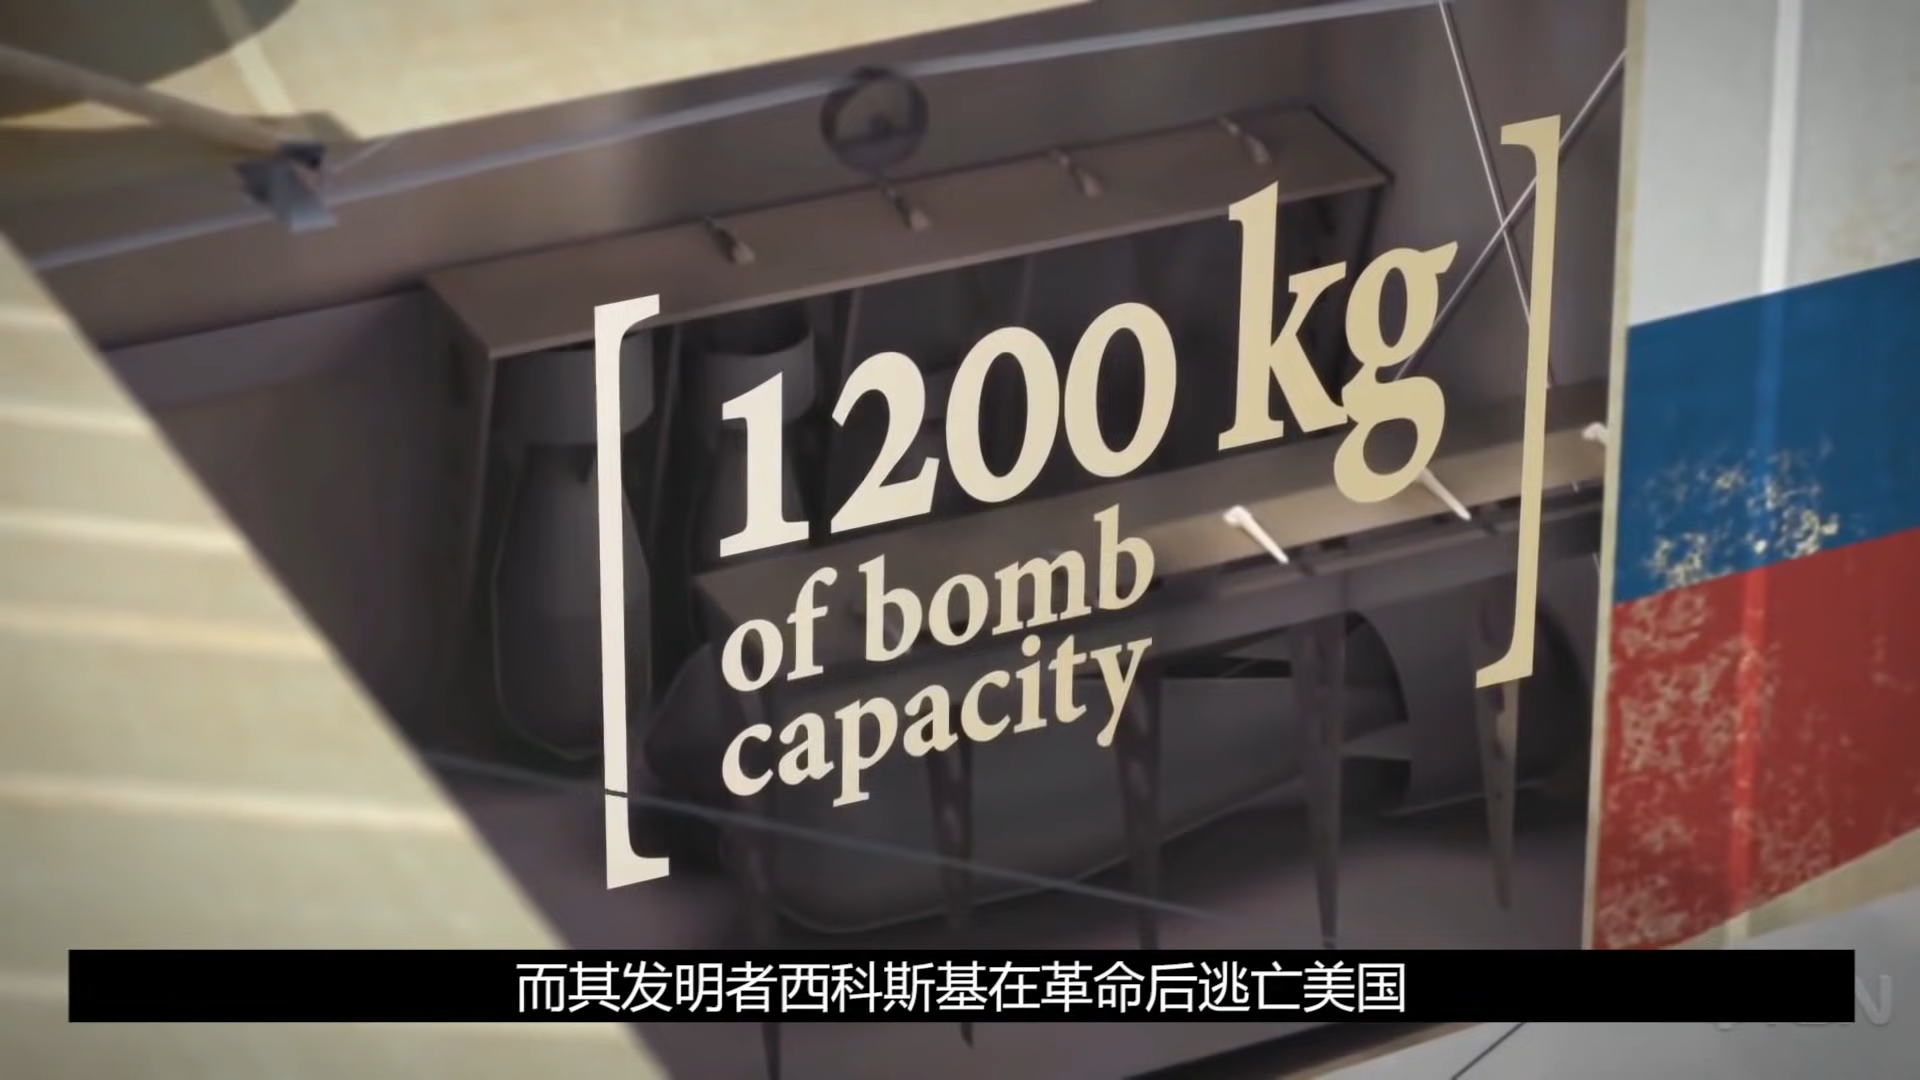 [1200 kg]
of bomb
capacity
而其发明者西科斯基在革命后逃亡美国